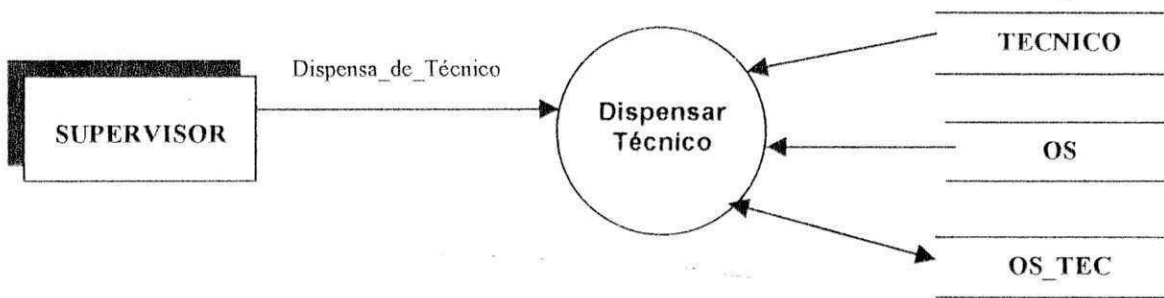 Dispensa_de_Técnico
SUPERVISOR
Dispensar
Técnico
TECNICO
OS
OS_TEC